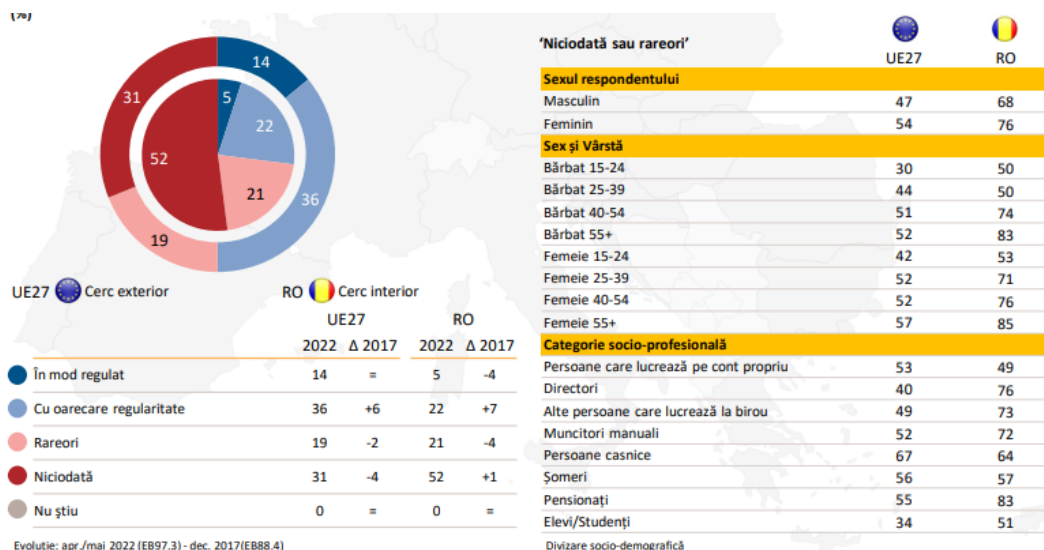 (%)
14
5
31
22
52
21
36
19
UE27 Cerc exterior RO Cerc interior
UE27 RO
2022 Δ 2017 2022 Δ 2017
În mod regulat 14 = 5 -4
Cu oarecare regularitate 36 +6 22 +7
Rareori 19 -2 21 -4
Niciodată 31 -4 52 +1
Nu ştiu 0 = 0 =
Evoluție: apr./mai 2022 (EB97.3) - dec. 2017(EB88.4)
'Niciodată sau rareori' UE27 RO
Sexul respondentului
Masculin 47 68
Feminin 54 76
Sex și Vârstă
Bărbat 15-24 30 50
Bărbat 25-39 44 50
Bărbat 40-54 51 74
Bărbat 55+ 52 83
Femeie 15-24 42 53
Femeie 25-39 52 71
Femeie 40-54 52 76
Femeie 55+ 57 85
Categorie socio-profesională
Persoane care lucrează pe cont propriu 53 49
Directori 40 76
Alte persoane care lucrează la birou 49 73
Muncitori manuali 52 72
Persoane casnice 67 64
Șomeri 56 57
Pensionați 55 83
Elevi/Studenți 34 51
Divizare socio-demografică